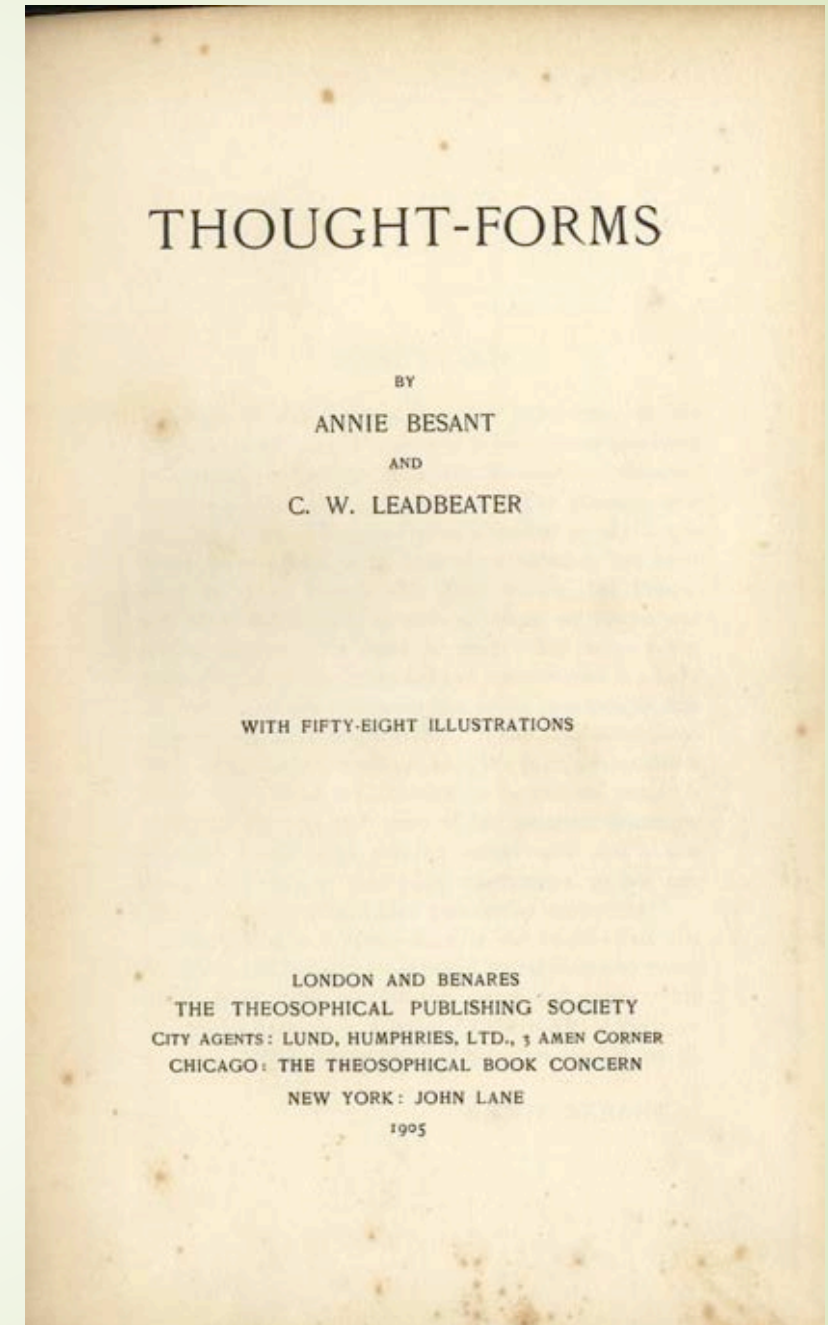 THOUGHT-FORMS
BY
ANNIE BESANT
AND
C. W. LEADBEATER
WITH FIFTY-EIGHT ILLUSTRATIONS
LONDON AND BENARES
THE THEOSOPHICAL PUBLISHING SOCIETY
CITY AGENTS: LUND, HUMPHRIES, LTD., 3 AMEN CORNER
CHICAGO: THE THEOSOPHICAL BOOK CONCERN
NEW YORK: JOHN LANE
1905